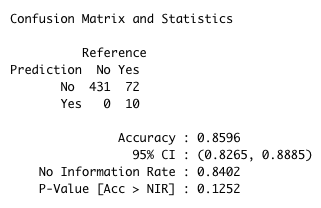 Confusion Matrix and Statistics
Reference
Prediction No Yes
No 431 72
Yes 0 10
Accuracy : 0.8596
95% CI : (0.8265, 0.8885)
No Information Rate : 0.8402
P-Value [Acc > NIR] : 0.1252